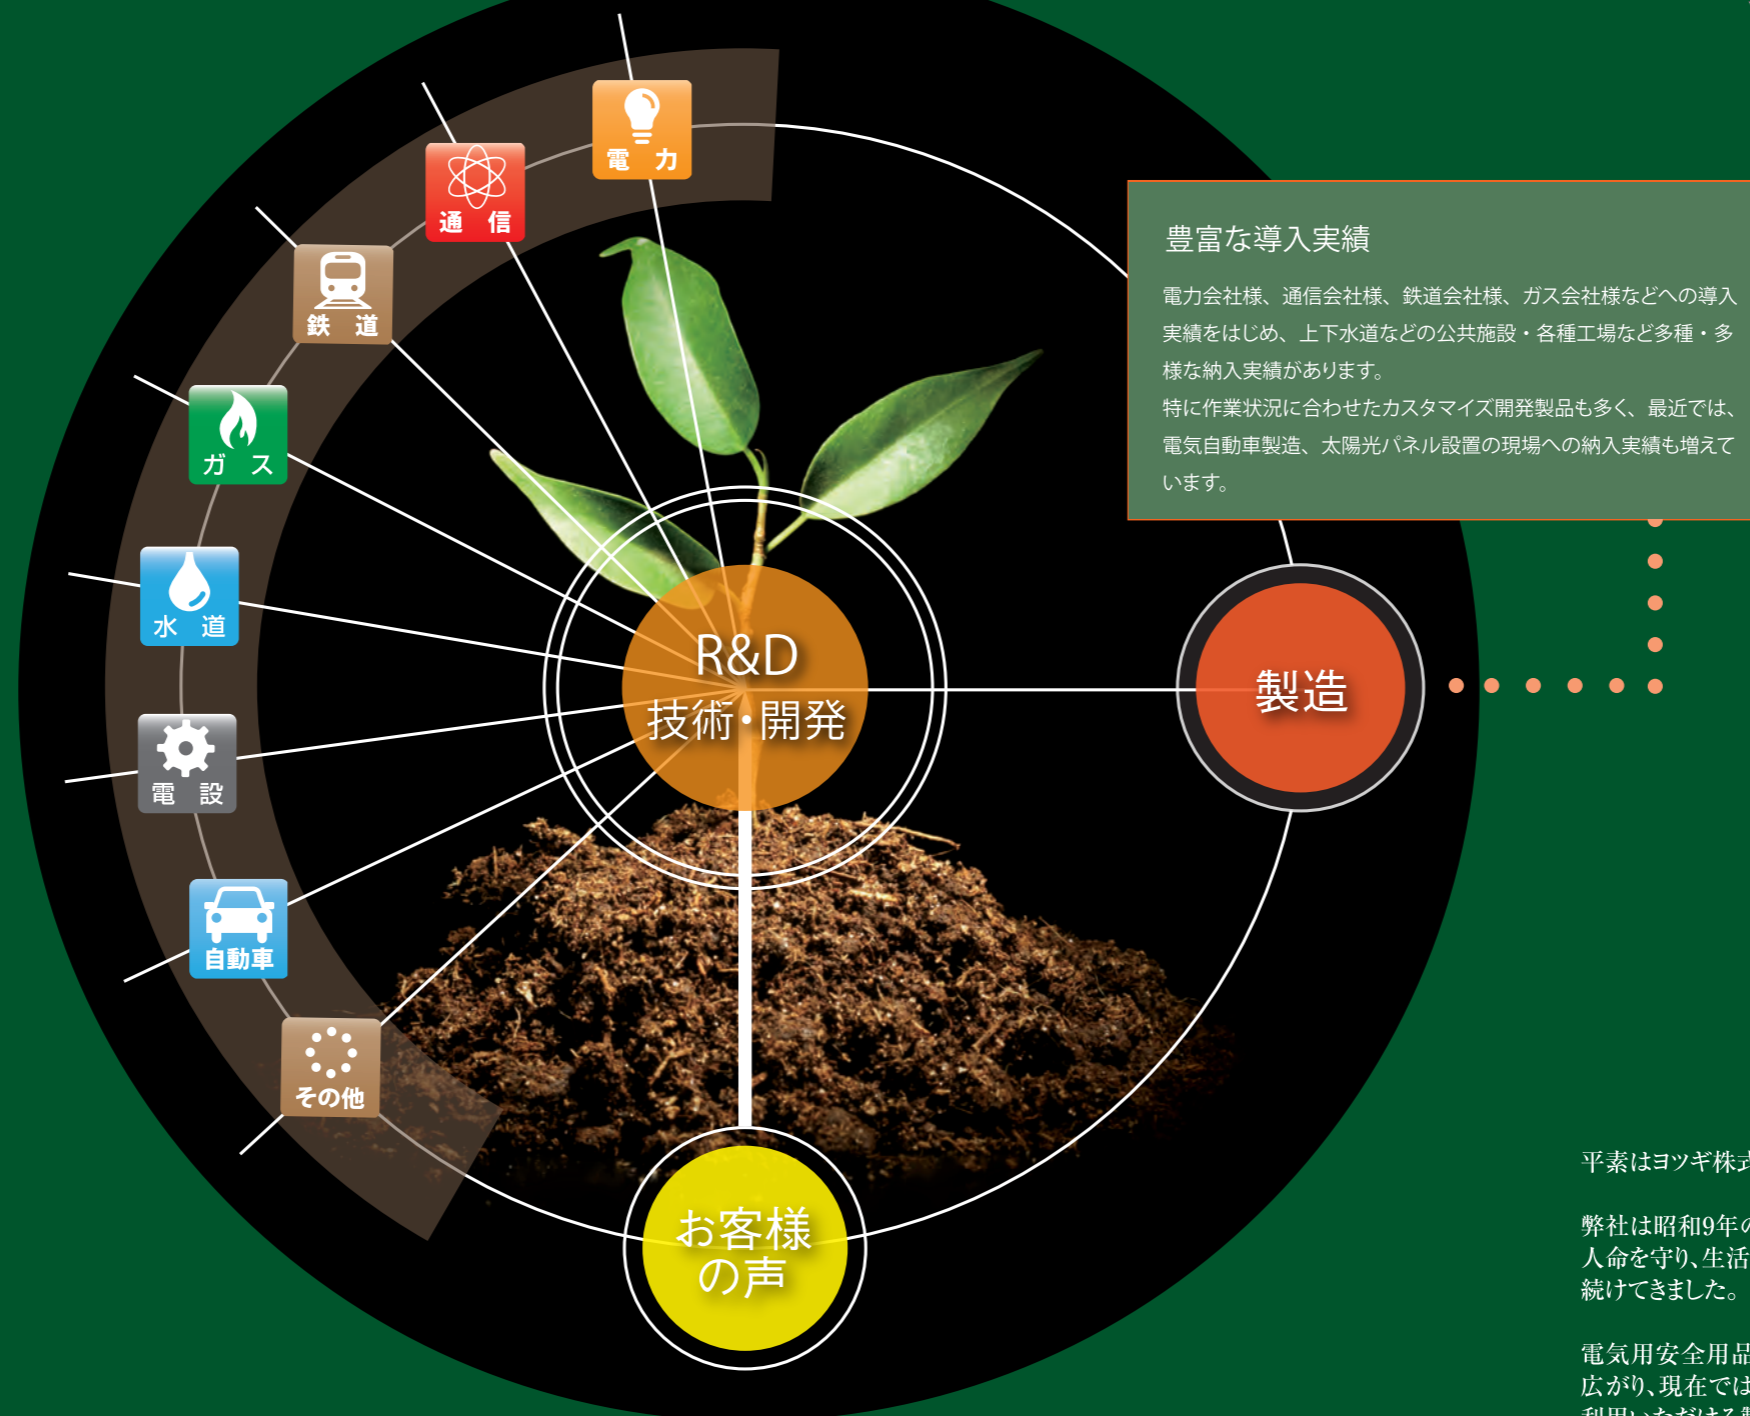 電 力
通 信
鉄 道
ガ ス
水 道
電 設
自動車
その他
R&D
技術・開発
製造
お客様
の声
豊富な導入実績
電力会社様、通信会社様、鉄道会社様、ガス会社様などへの導入
実績をはじめ、上下水道などの公共施設・各種工場など多種・多
様な納入実績があります。
特に作業状況に合わせたカスタマイズ開発製品も多く、最近では、
電気自動車製造、太陽光パネル設置の現場への納入実績も増えて
います。
平素はヨツギ株式
弊社は昭和9年の
人命を守り、生活
続けてきました。
電気用安全用品
広がり、現在では